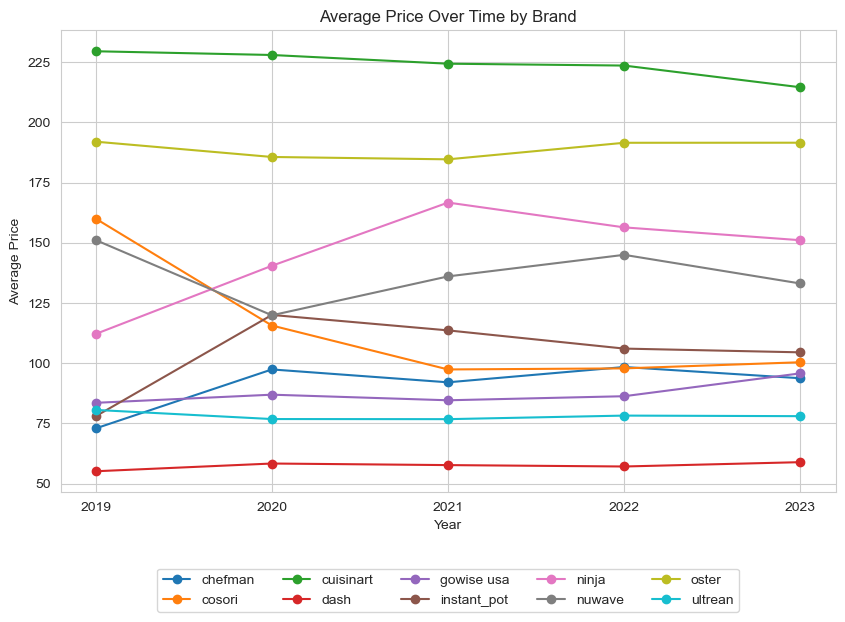 Average Price Over Time by Brand
225
200
175
150
125
100
75
50
Average Price
2019 2020 2021 2022 2023
Year
chefman cuisinart gowise usa ninja oster
cosori dash instant_pot nuwave ultrean